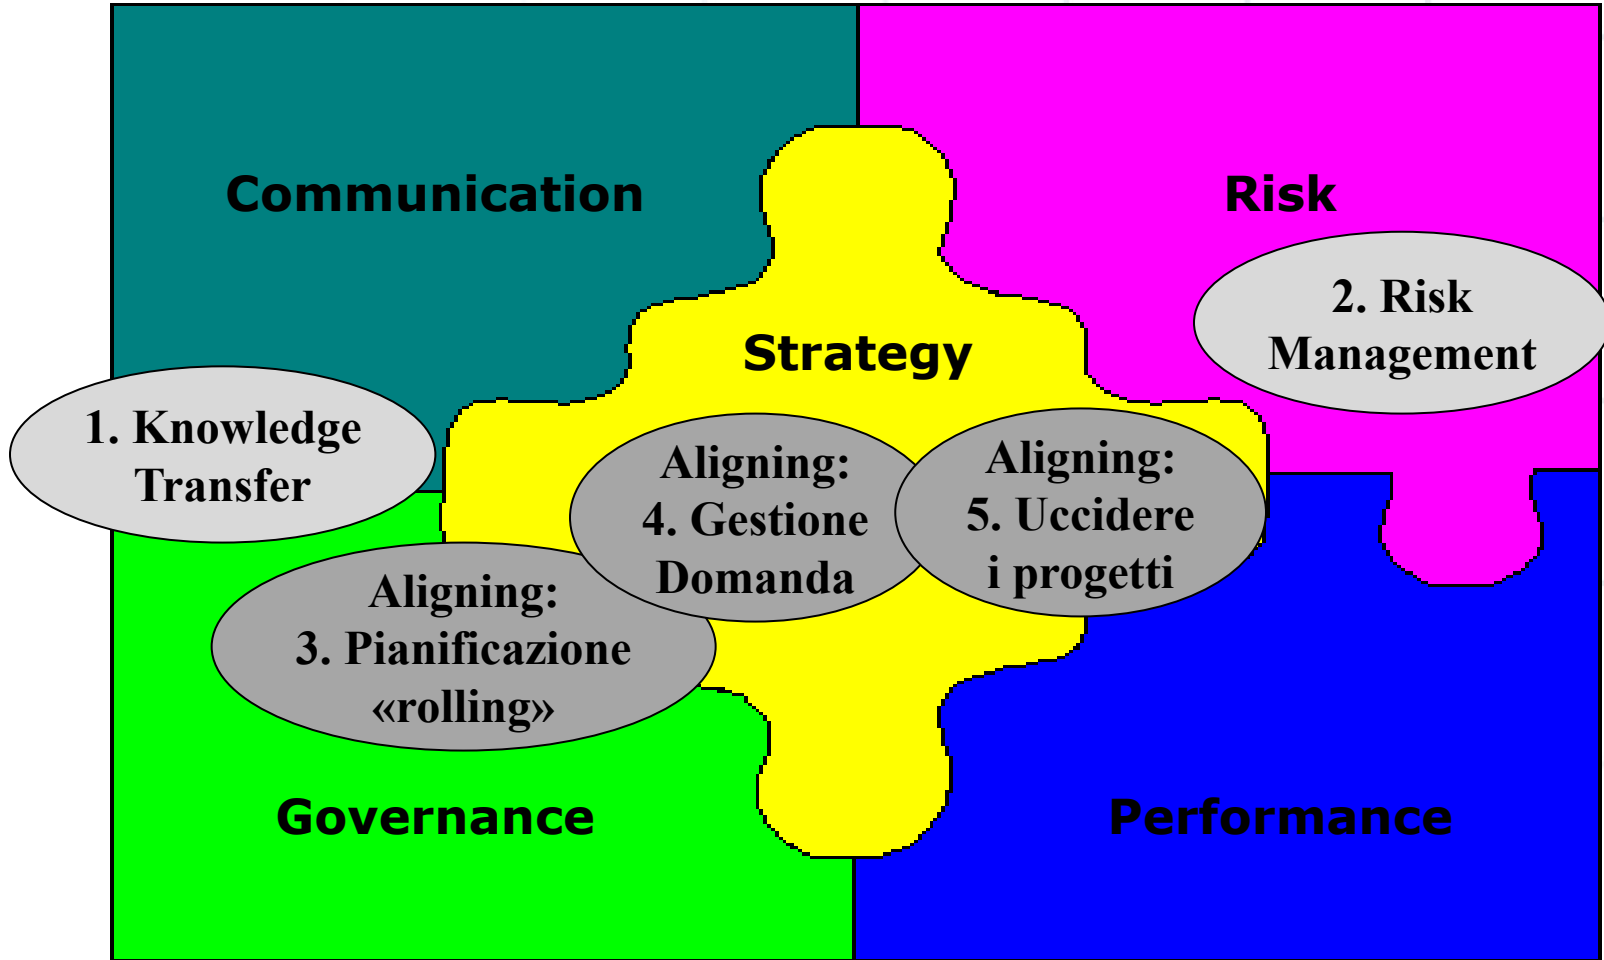 Communication
Risk
2. Risk
Management
Strategy
1. Knowledge
Transfer
Aligning:
4. Gestione
Domanda
Aligning:
5. Uccidere
i progetti
Aligning:
3. Pianificazione
«rolling»
Governance
Performance